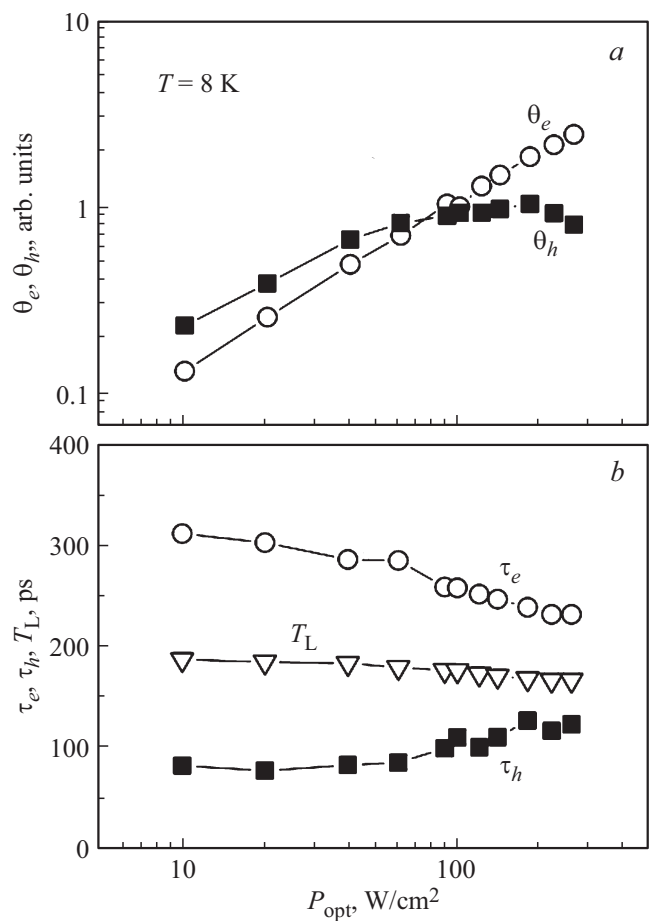 10
a
T = 8 K
θe
1
θh
0.1
θe, θh,, arb. units
400
b
300
τe
200
TL
100
τh
0
τe, τh, TL, ps
10
100
Popt, W/cm²